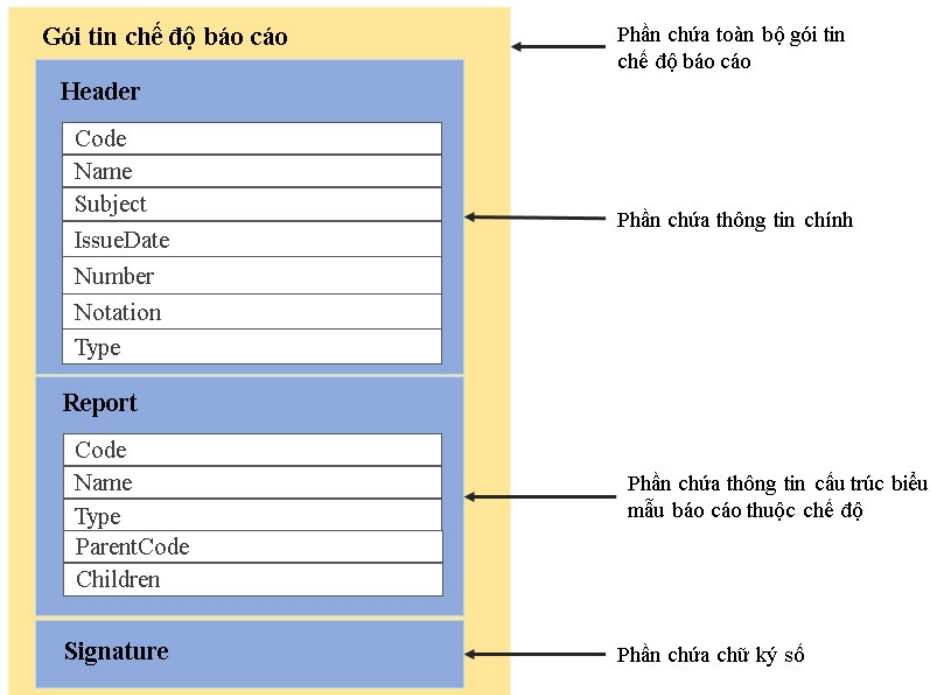 Gói tin chế độ báo cáo
Phần chứa toàn bộ gói tin
chế độ báo cáo
Header
Code
Name
Subject
IssueDate
Number
Notation
Type
Phần chứa thông tin chính
Report
Code
Name
Type
ParentCode
Children
Phần chứa thông tin cấu trúc biểu
mẫu báo cáo thuộc chế độ
Signature
Phần chứa chữ ký số